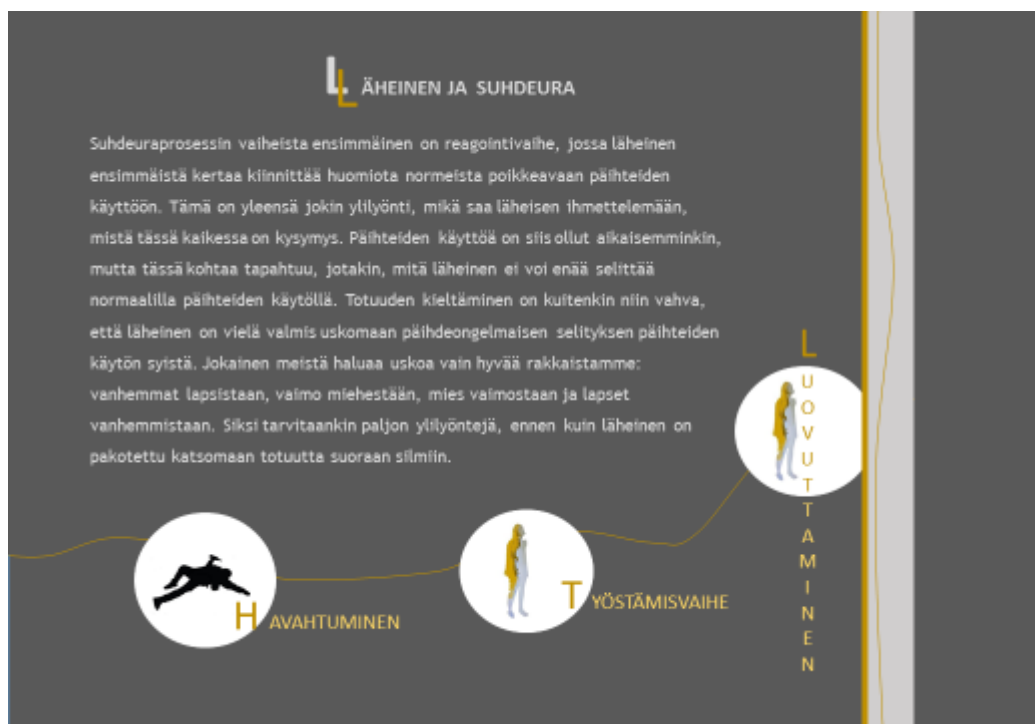 LÄHEINEN JA SUHDEURA
Suhdeuraprosessin vaiheista ensimmäinen on reagointivaihe, jossa läheinen
ensimmäistä kertaa kiinnittää huomiota normeista poikkeavaan päihteiden
käyttöön. Tämä on yleensä jokin ylilyönti, mikä saa läheisen ihmettelemään,
mistä tässä kaikessa on kysymys. Päihteiden käyttöä on siis ollut aikaisemminkin,
mutta tässä kohtaa tapahtuu, jotakin, mitä läheinen ei voi enää selittää
normaalilla päihteiden käytöllä. Totuuden kieltäminen on kuitenkin niin vahva,
että läheinen on vielä valmis uskomaan päihdeongelmaisen selityksen päihteiden
käytön syistä. Jokainen meistä haluaa uskoa vain hyvää rakkaistamme:
vanhemmat lapsistaan, vaimo miehestään, mies vaimostaan ja lapset
vanhemmistaan. Siksi tarvitaankin paljon ylilyöntejä, ennen kuin läheinen on
pakotettu katsomaan totuutta suoraan silmiin.
HAVAHTUMINEN
TYÖSTÄMISVAIHE
LUOVUTTAMINEN